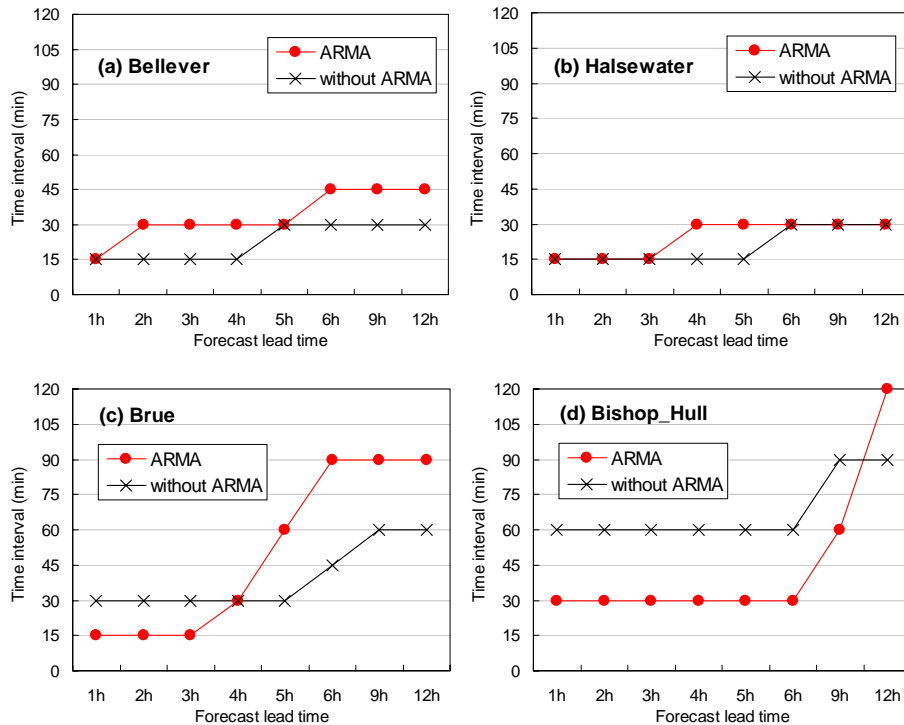 (a) Bellever
ARMA
without ARMA
Time interval (min)
120
105
90
75
60
45
30
15
0
1h 2h 3h 4h 5h 6h 9h 12h
Forecast lead time
(b) Halsewater
ARMA
without ARMA
Time interval (min)
120
105
90
75
60
45
30
15
0
1h 2h 3h 4h 5h 6h 9h 12h
Forecast lead time
(c) Brue
ARMA
without ARMA
Time interval (min)
120
105
90
75
60
45
30
15
0
1h 2h 3h 4h 5h 6h 9h 12h
Forecast lead time
(d) Bishop_Hull
ARMA
without ARMA
Time interval (min)
120
105
90
75
60
45
30
15
0
1h 2h 3h 4h 5h 6h 9h 12h
Forecast lead time